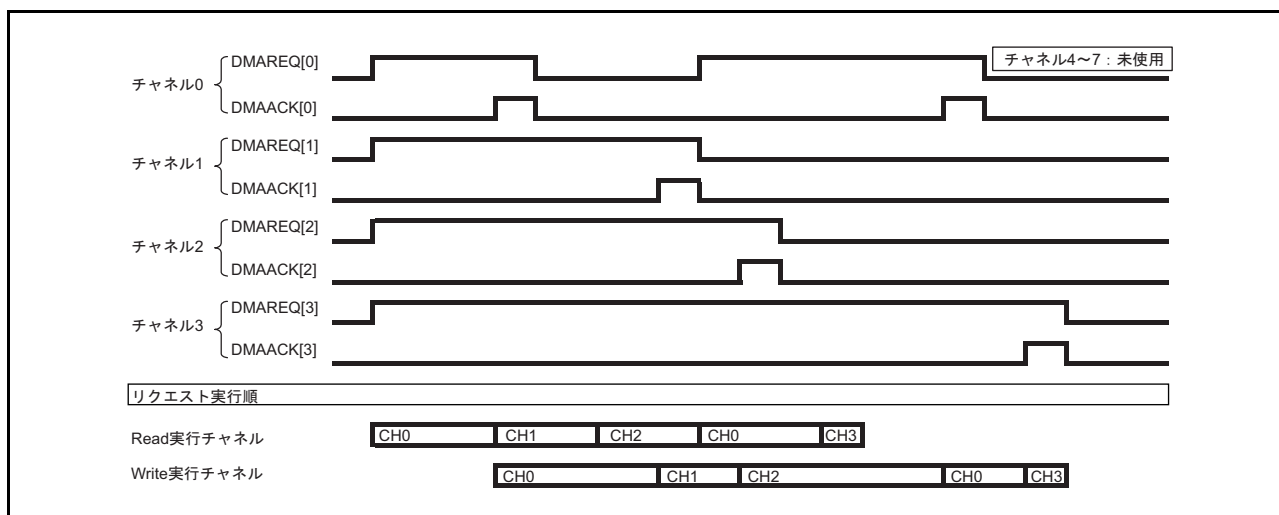 DMAREQ[0]
チャネル4～7：未使用
チャネル0
DMAACK[0]
DMAREQ[1]
チャネル1
DMAACK[1]
DMAREQ[2]
チャネル2
DMAACK[2]
DMAREQ[3]
チャネル3
DMAACK[3]
リクエスト実行順
Read実行チャネル CH0 CH1 CH2 CH0 CH3
Write実行チャネル CH0 CH1 CH2 CH0 CH3